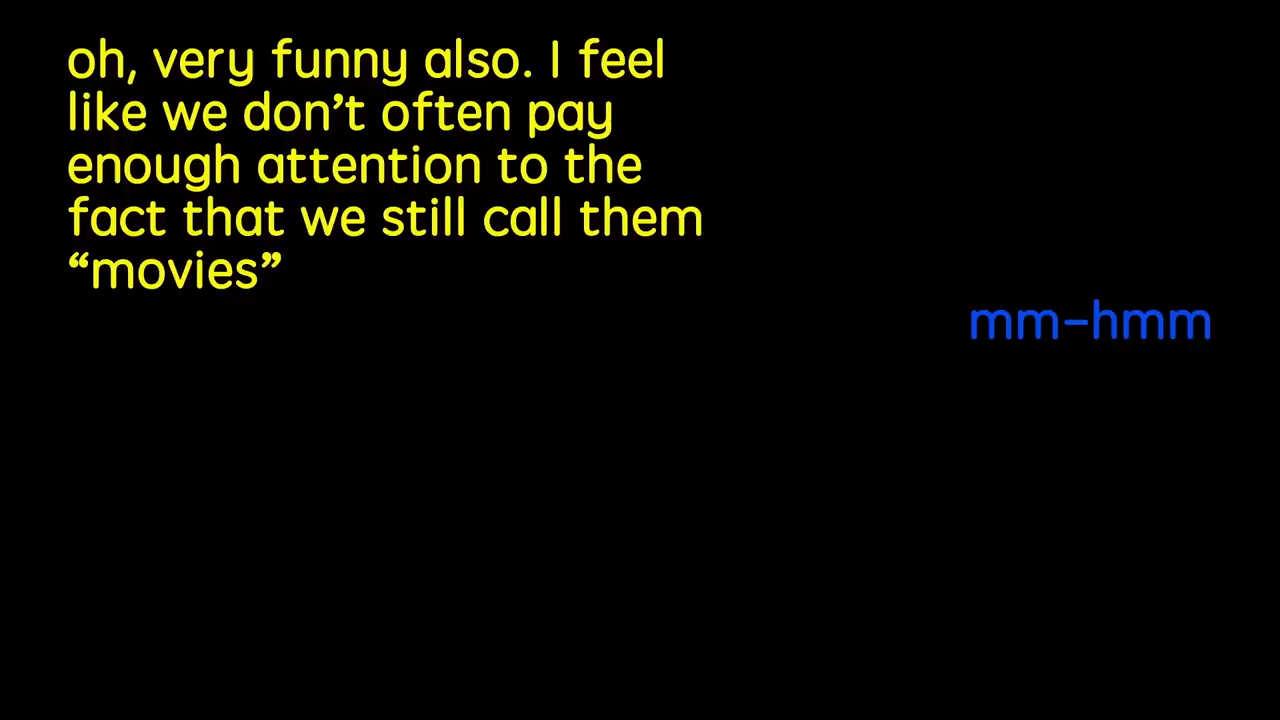 oh, very funny also. I feel
like we don’t often pay
enough attention to the
fact that we still call them
“movies”
mm-hmm